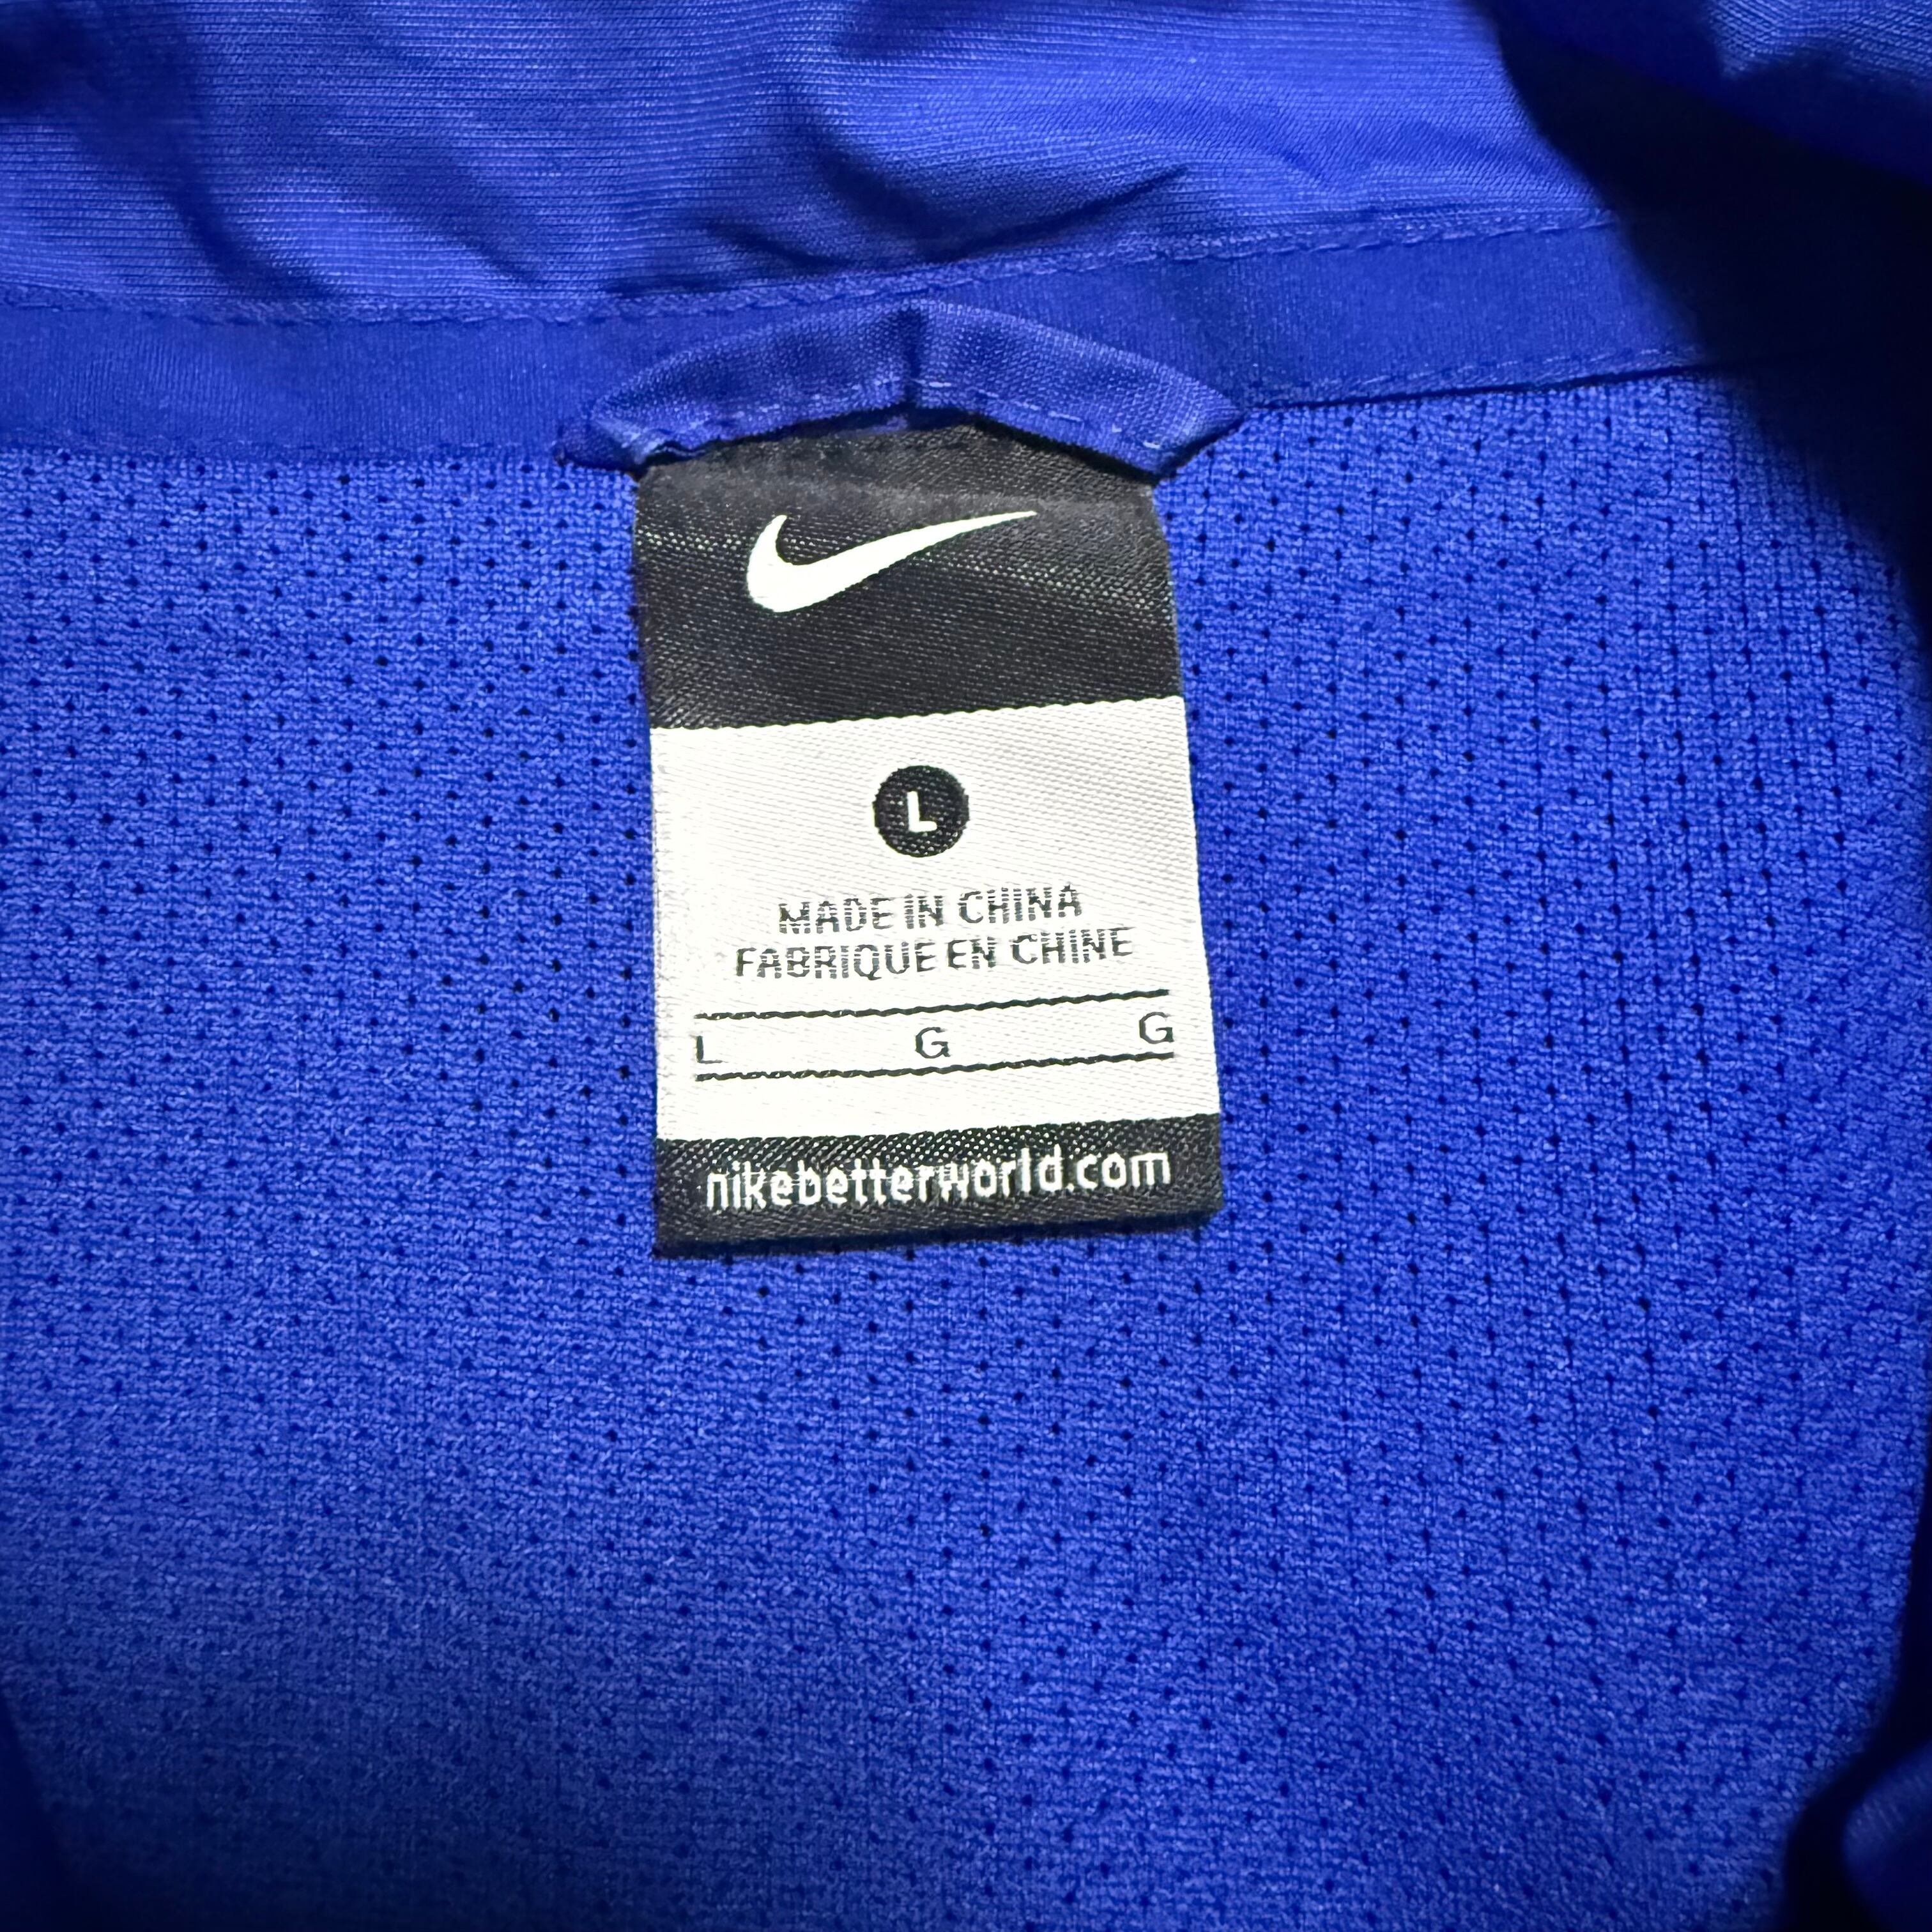 L
MADE IN CHINA
FABRIQUE EN CHINE
L G G
nikebetterworld.com